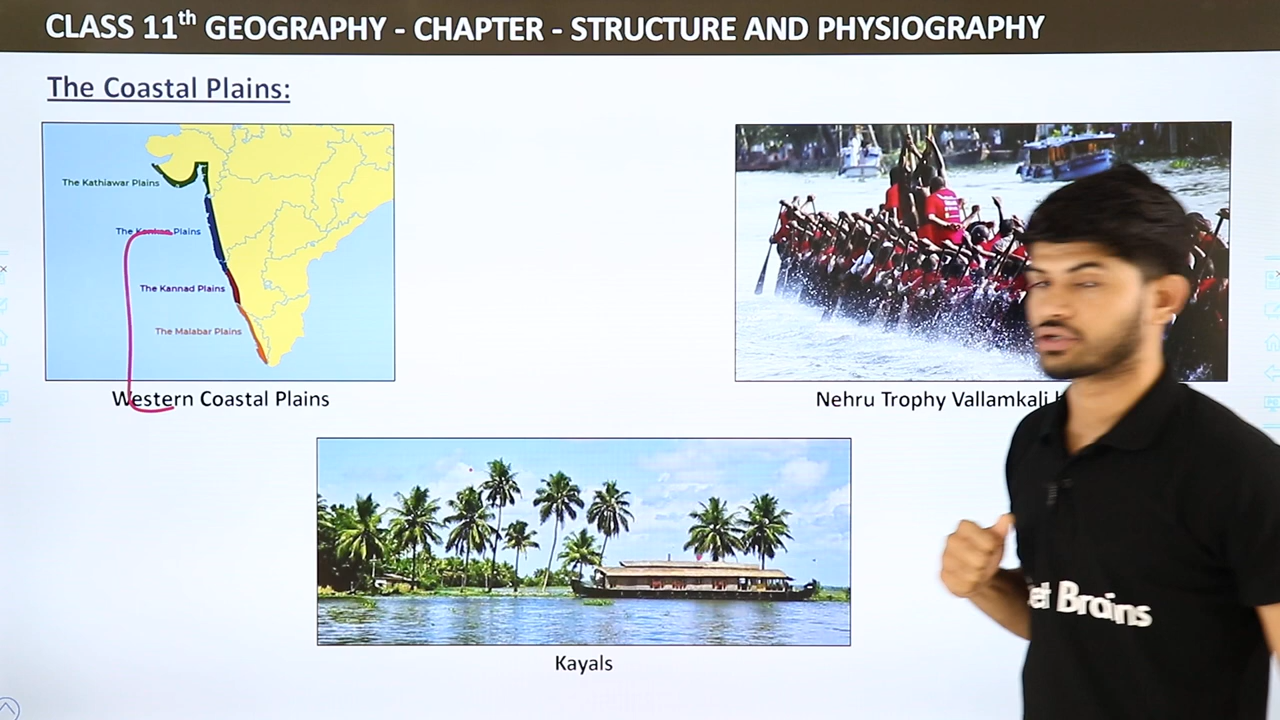 CLASS 11th GEOGRAPHY - CHAPTER - STRUCTURE AND PHYSIOGRAPHY
The Coastal Plains:
The Kathiawar Plains
The Konkan Plains
The Kannad Plains
The Malabar Plains
Western Coastal Plains
Nehru Trophy Vallamkali
Kayals
et Brains